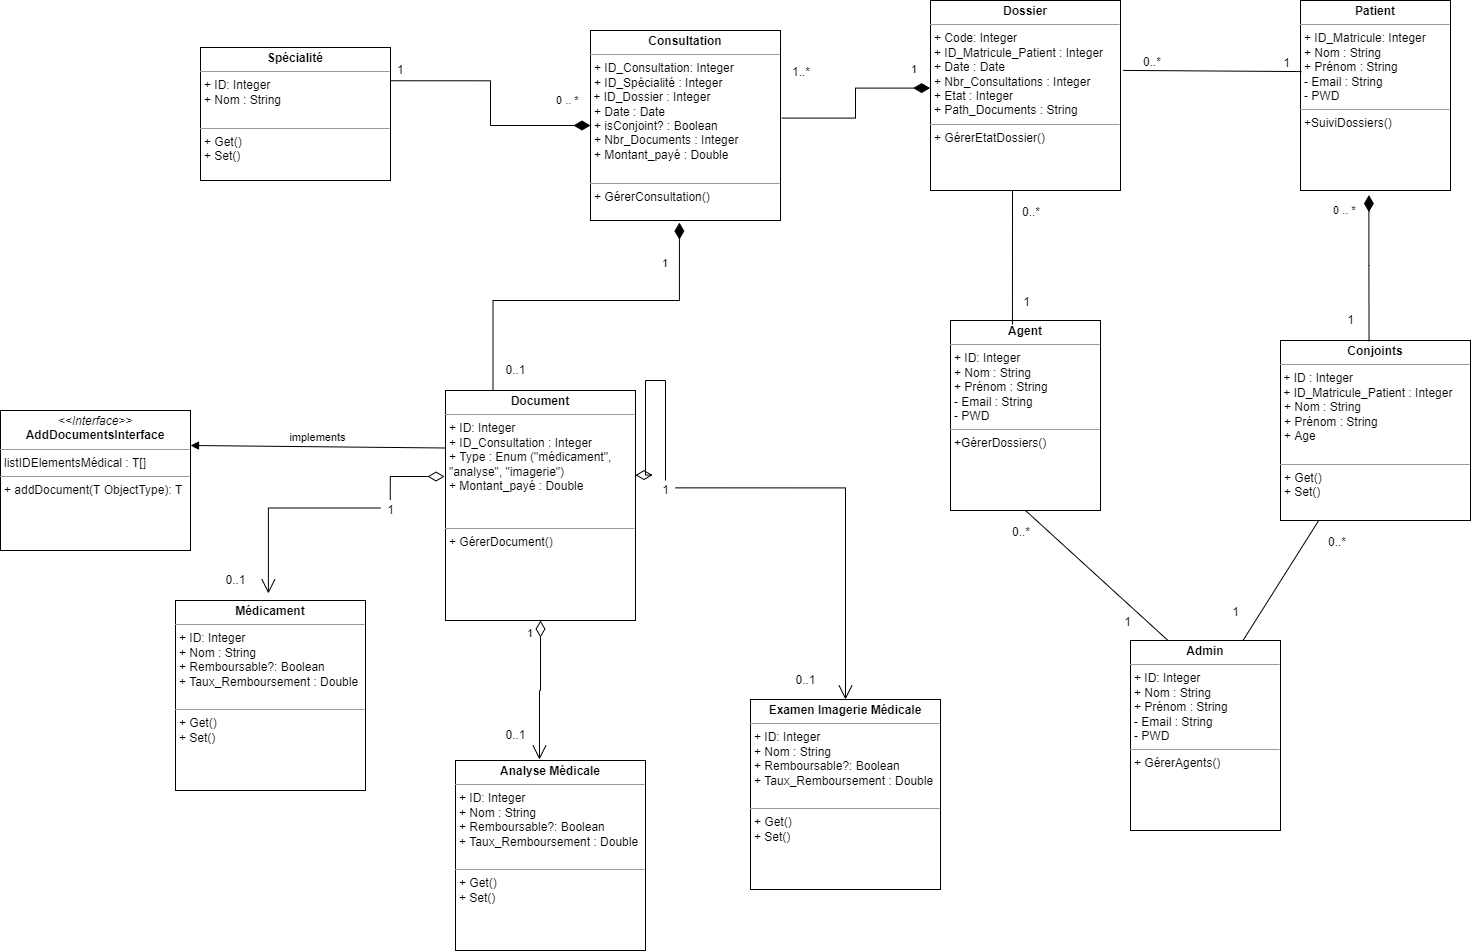 Spécialité
+ ID: Integer
+ Nom : String
+ Get()
+ Set()
1
0 .. *
Consultation
+ ID_Consultation: Integer
+ ID_Spécialité : Integer
+ ID_Dossier : Integer
+ Date : Date
+ isConjoint? : Boolean
+ Nbr_Documents : Integer
+ Montant_payé : Double
+ GérerConsultation()
1..*
1
Dossier
+ Code: Integer
+ ID_Matricule_Patient : Integer
+ Date : Date
+ Nbr_Consultations : Integer
+ Etat : Integer
+ Path_Documents : String
+ GérerEtatDossier()
0..*
1
Patient
+ ID_Matricule: Integer
+ Nom : String
+ Prénom : String
- Email : String
- PWD
+SuiviDossiers()
0..*
0 .. *
1
1
1
0..1
Agent
+ ID: Integer
+ Nom : String
+ Prénom : String
- Email : String
- PWD
+GérerDossiers()
Conjoints
+ ID : Integer
+ ID_Matricule_Patient : Integer
+ Nom : String
+ Prénom : String
+ Age
+ Get()
+ Set()
<<Interface>>
AddDocumentsInterface
listIDElementsMédical : T[]
+ addDocument(T ObjectType): T
implements
Document
+ ID: Integer
+ ID_Consultation : Integer
+ Type : Enum ("médicament",
"analyse", "imagerie")
+ Montant_payé : Double
+ GérerDocument()
1
1
0..1
0..*
0..*
1
1
Médicament
+ ID: Integer
+ Nom : String
+ Remboursable?: Boolean
+ Taux_Remboursement : Double
+ Get()
+ Set()
1
0..1
0..1
Analyse Médicale
+ ID: Integer
+ Nom : String
+ Remboursable?: Boolean
+ Taux_Remboursement : Double
+ Get()
+ Set()
Examen Imagerie Médicale
+ ID: Integer
+ Nom : String
+ Remboursable?: Boolean
+ Taux_Remboursement : Double
+ Get()
+ Set()
Admin
+ ID: Integer
+ Nom : String
+ Prénom : String
- Email : String
- PWD
+ GérerAgents()